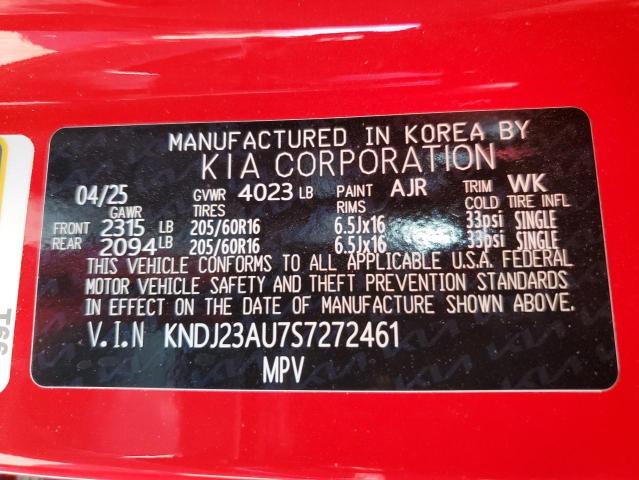 MANUFACTURED IN KOREA BY
KIA CORPORATION
04/25 GVWR 4023 LB PAINT AJR TRIM WK
GAWR TIRES RIMS COLD TIRE INFL
FRONT 2315 LB 205/60R16 6.5Jx16 33psi SINGLE
REAR 2094 LB 205/60R16 6.5Jx16 33psi SINGLE
THIS VEHICLE CONFORMS TO ALL APPLICABLE U.S.A. FEDERAL
MOTOR VEHICLE SAFETY AND THEFT PREVENTION STANDARDS
IN EFFECT ON THE DATE OF MANUFACTURE SHOWN ABOVE.
V.I.N KNDJ23AU7S7272461
MPV